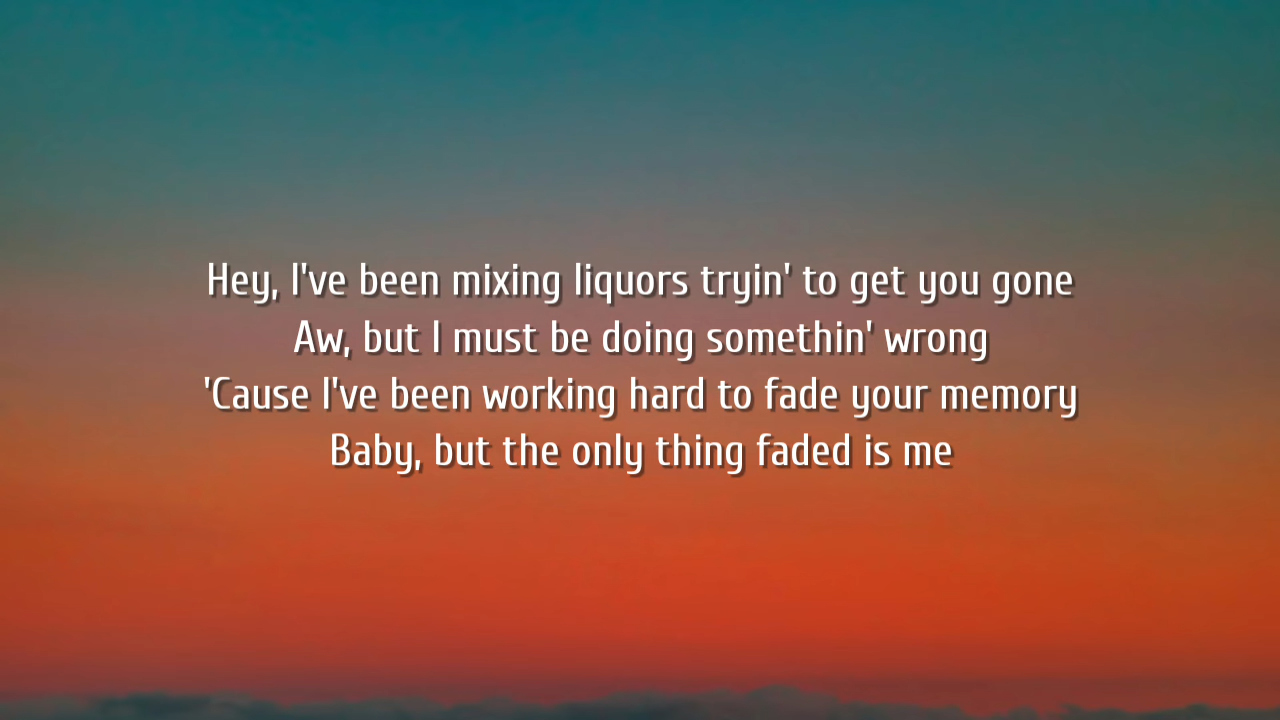 Hey, I've been mixing liquors tryin' to get you gone
Aw, but I must be doing somethin' wrong
'Cause I've been working hard to fade your memory
Baby, but the only thing faded is me